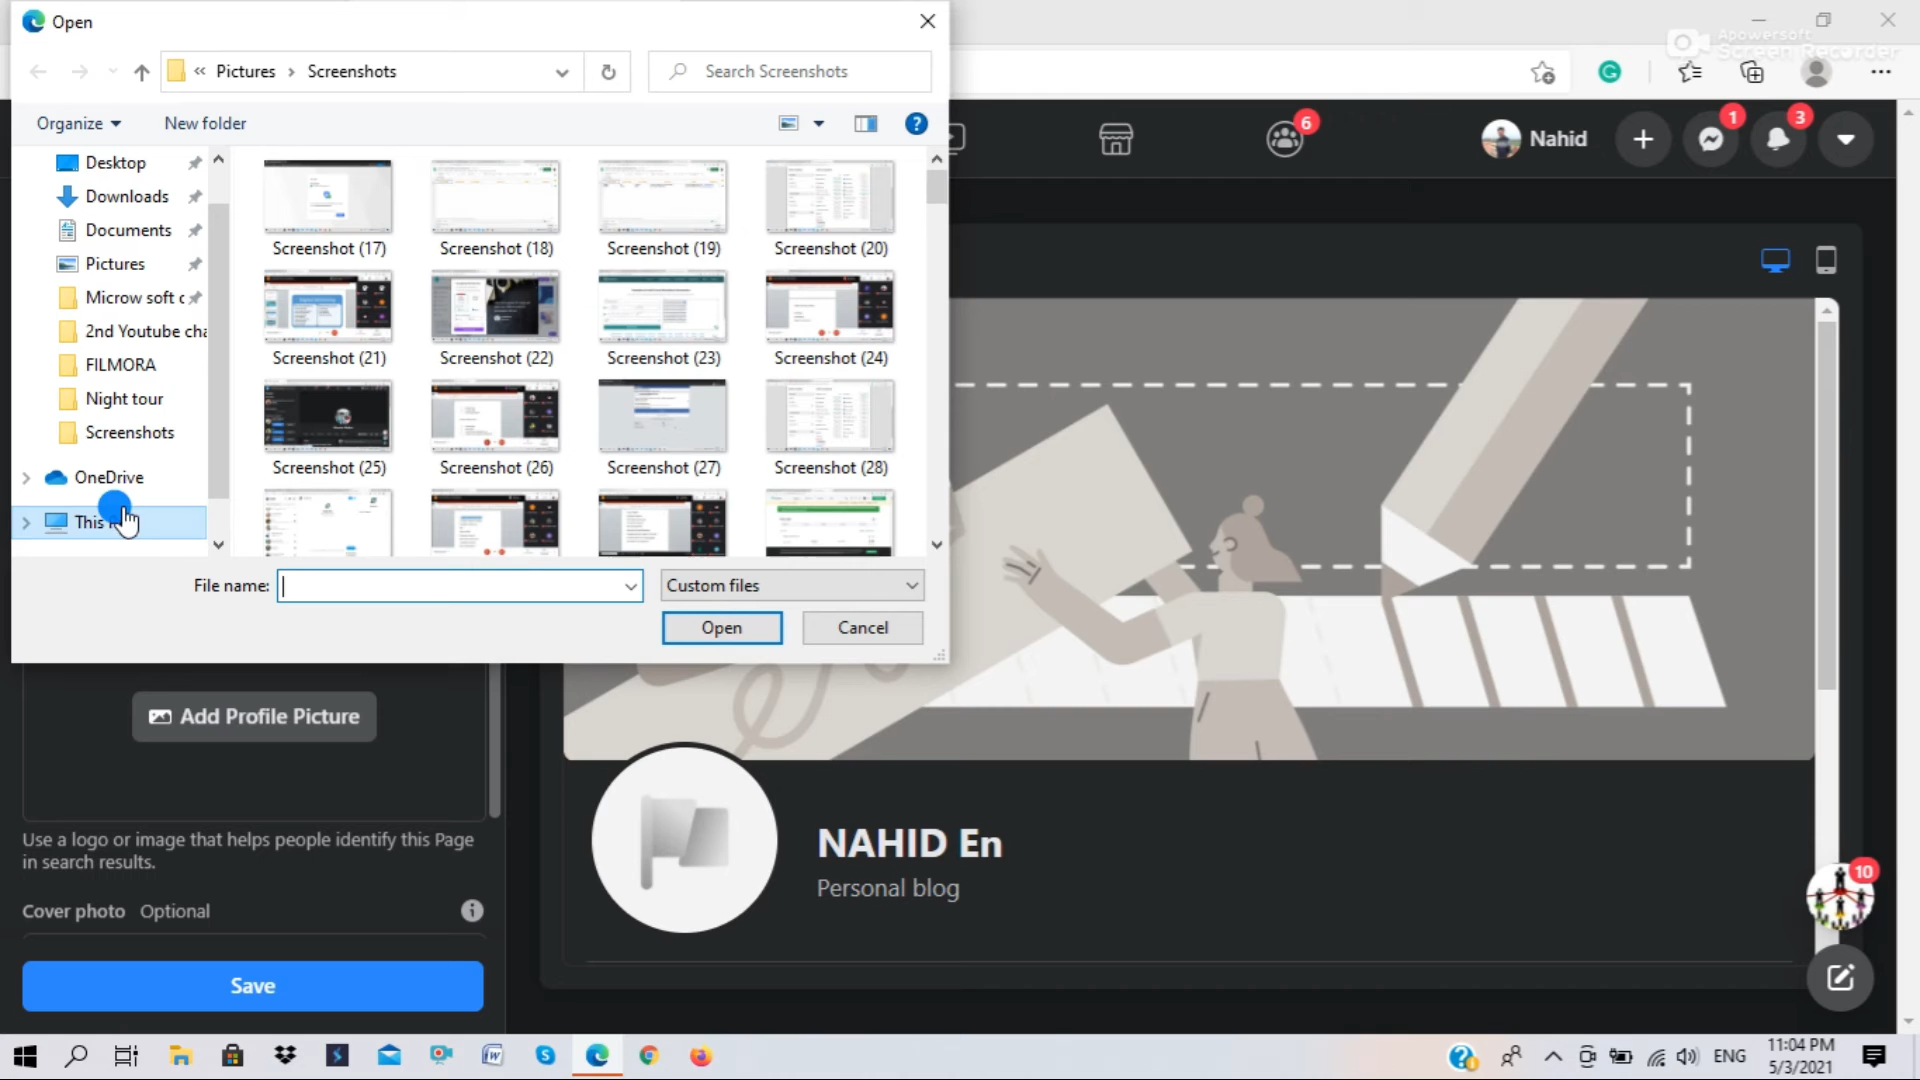 Open
Apowersoft
Screen Recorder
« Pictures › Screenshots
Search Screenshots
Organize
New folder
Desktop
Downloads
Documents
Pictures
Microw soft c
2nd Youtube cha
FILMORA
Night tour
Screenshots
OneDrive
This
Screenshot (17)
Screenshot (18)
Screenshot (19)
Screenshot (20)
Screenshot (21)
Screenshot (22)
Screenshot (23)
Screenshot (24)
Screenshot (25)
Screenshot (26)
Screenshot (27)
Screenshot (28)
File name:
Custom files
Open
Cancel
6
Nahid
1
3
Add Profile Picture
Use a logo or image that helps people identify this Page
in search results.
Cover photo Optional
Save
NAHID En
Personal blog
10
ENG
11:04 PM
5/3/2021